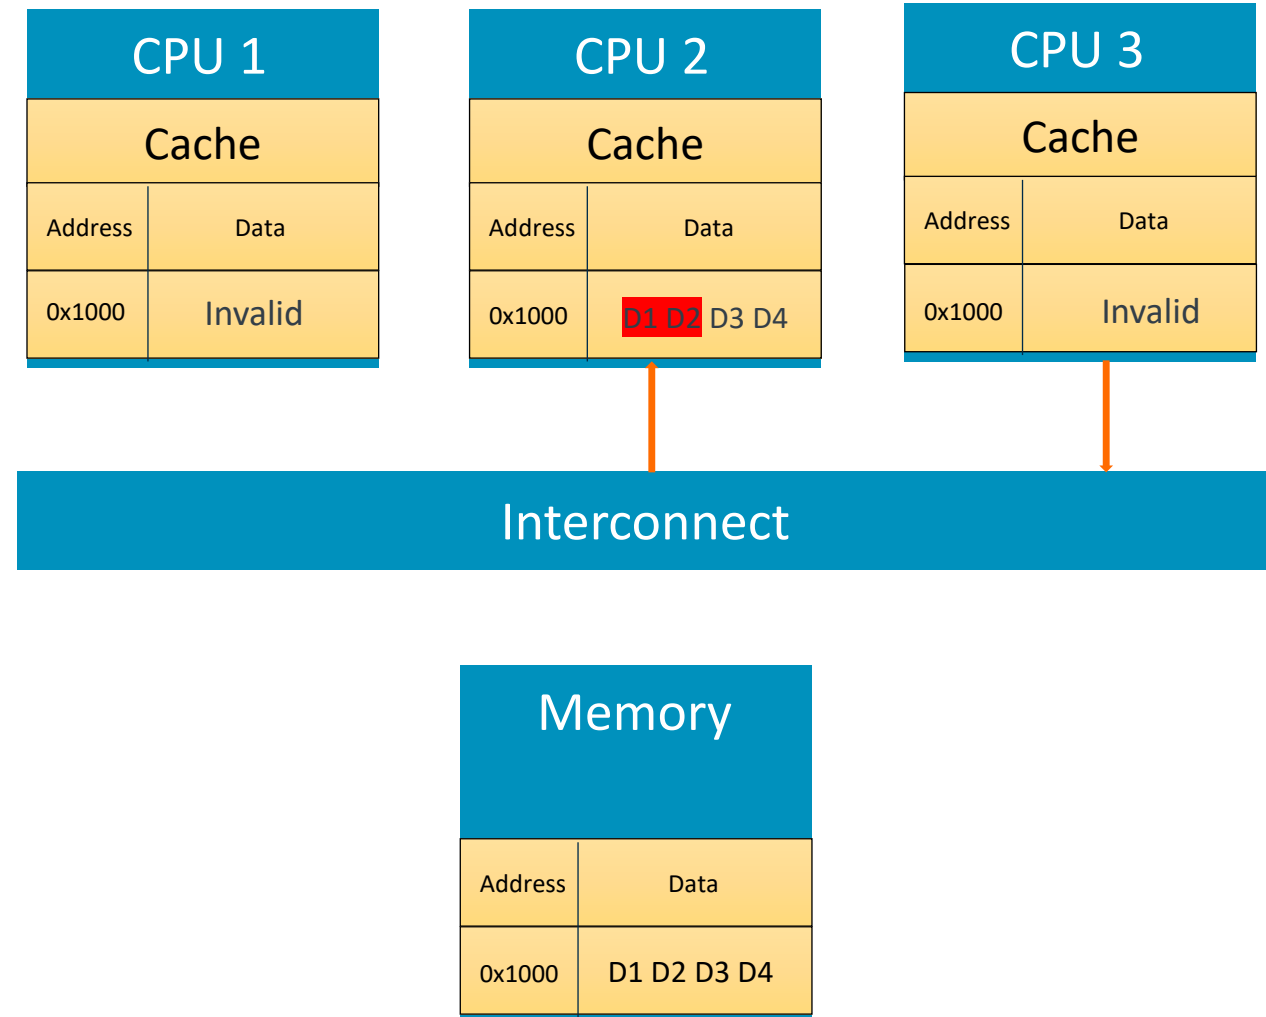 CPU 1
Cache
Address Data
0x1000 Invalid
CPU 2
Cache
Address Data
0x1000 D1 D2 D3 D4
CPU 3
Cache
Address Data
0x1000 Invalid
Interconnect
Memory
Address Data
0x1000 D1 D2 D3 D4